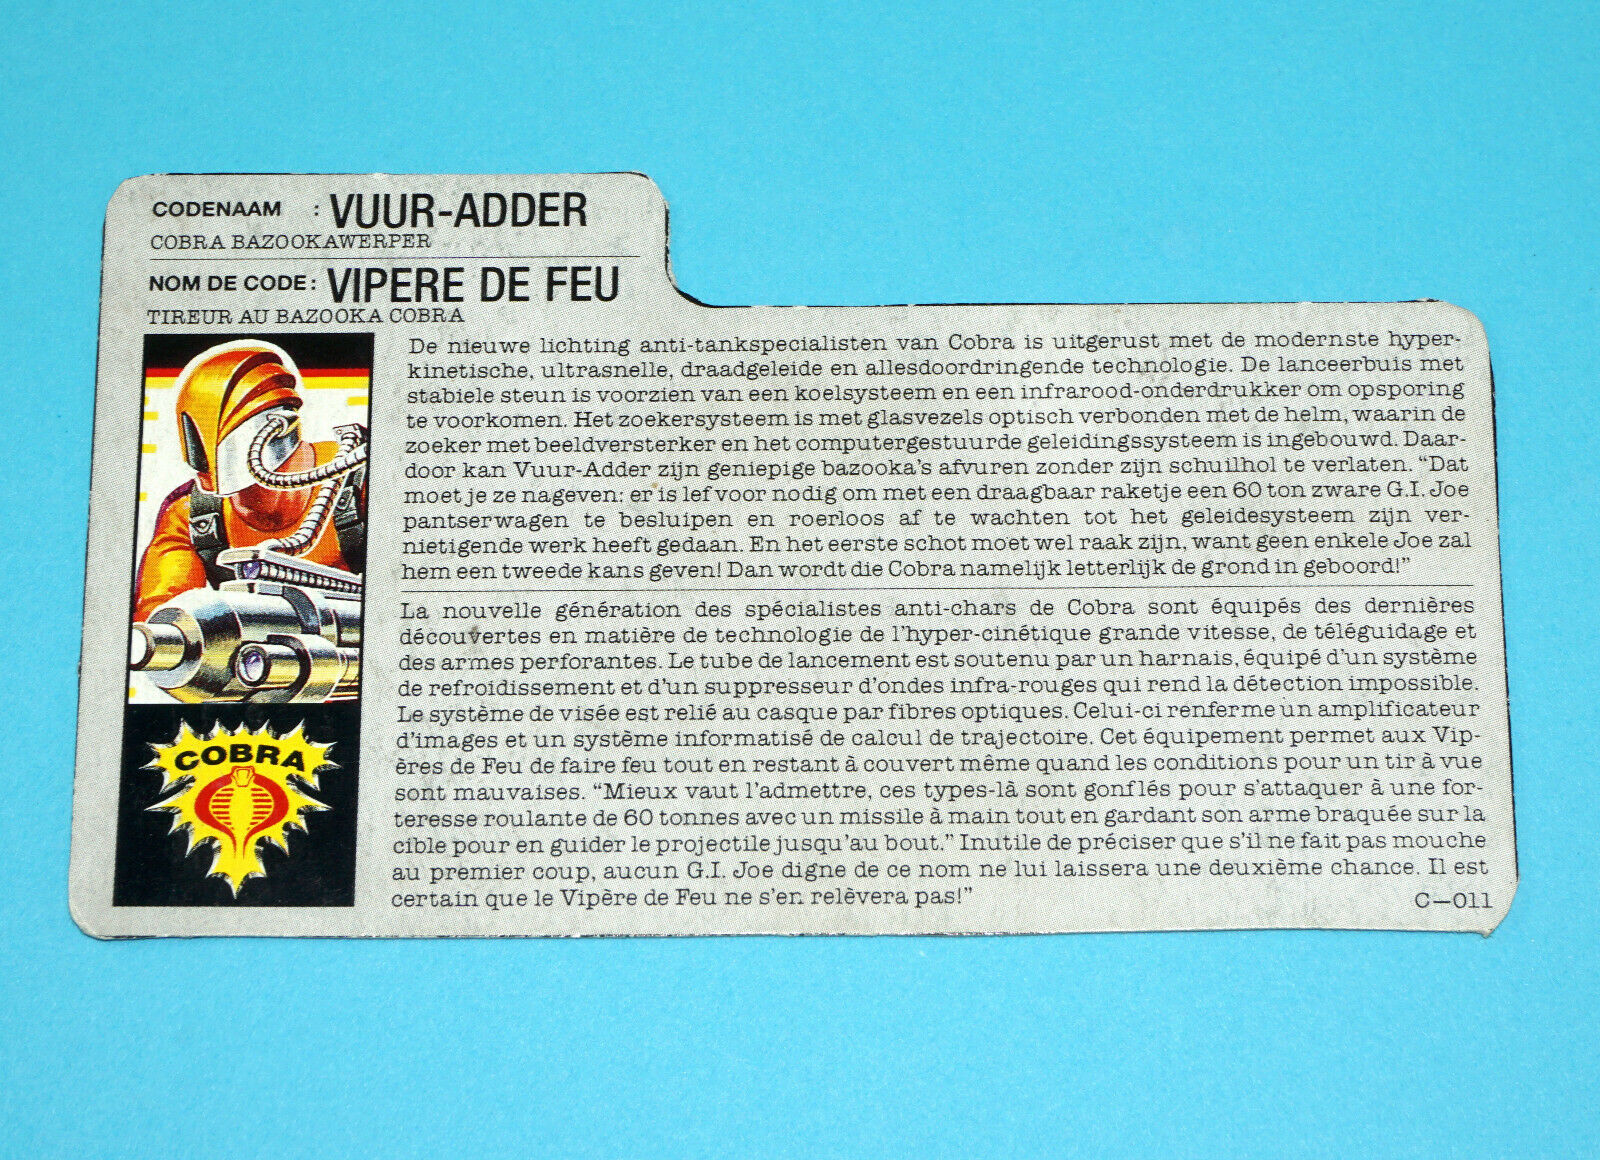 CODENAAM : VUUR-ADDER
COBRA BAZOOKAWERPER
NOM DE CODE: VIPERE DE FEU
TIREUR AU BAZOOKA COBRA
De nieuwe lichting anti-tankspecialisten van Cobra is uitgerust met de modernste hyper-
kinetische, ultrasnelle, draadgeleide en allesdoordringende technologie. De lanceerbuis met
stabiele steun is voorzien van een koelsysteem en een infrarood-onderdrukker om opsporing
te voorkomen. Het zoekersysteem is met glasvezels optisch verbonden met de helm, waarin de
zoeker met beeldversterker en het computergestuurde geleidingssysteem is ingebouwd. Daar-
door kan Vuur-Adder zijn geniepige bazooka's afvuren zonder zijn schuilhol te verlaten. “Dat
moet je ze nageven: er is lef voor nodig om met een draagbaar raketje een 60 ton zware G.I. Joe
pantserwagen te besluipen en roerloos af te wachten tot het geleidesysteem zijn ver-
nietigende werk heeft gedaan. En het eerste schot moet wel raak zijn, want geen enkele Joe zal
hem een tweede kans geven! Dan wordt die Cobra namelijk letterlijk de grond in geboord!”
La nouvelle génération des spécialistes anti-chars de Cobra sont équipés des dernières
découvertes en matière de technologie de l'hyper-cinétique grande vitesse, de téléguidage et
des armes perforantes. Le tube de lancement est soutenu par un harnais, équipé d'un système
de refroidissement et d'un suppresseur d'ondes infra-rouges qui rend la détection impossible.
Le système de visée est relié au casque par fibres optiques. Celui-ci renferme un amplificateur
d'images et un système informatisé de calcul de trajectoire. Cet équipement permet aux Vip-
ères de Feu de faire feu tout en restant à couvert même quand les conditions pour un tir à vue
sont mauvaises. “Mieux vaut l'admettre, ces types-là sont gonflés pour s'attaquer à une for-
teresse roulante de 60 tonnes avec un missile à main tout en gardant son arme braquée sur la
cible pour en guider le projectile jusqu'au bout.” Inutile de préciser que s'il ne fait pas mouche
au premier coup, aucun G.I. Joe digne de ce nom ne lui laissera une deuxième chance. Il est
certain que le Vipère de Feu ne s'en relèvera pas!”
C—011
COBRA